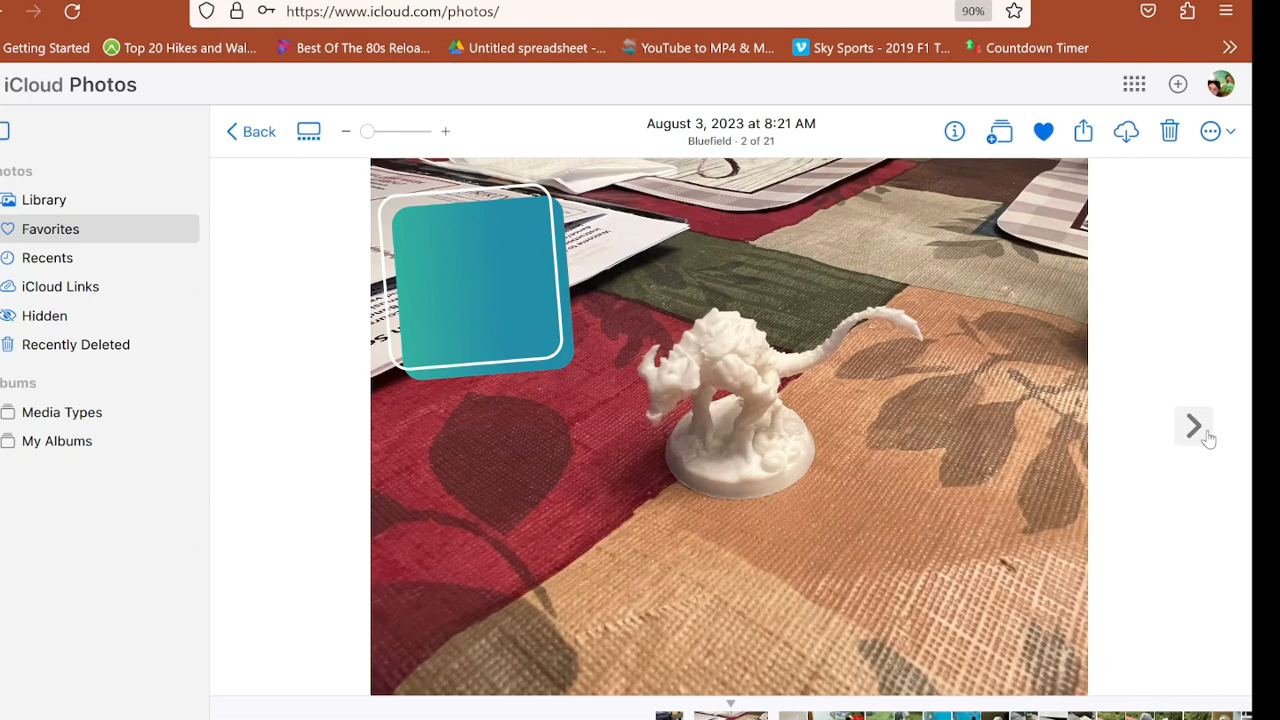 https://www.icloud.com/photos/
90%
Getting Started
Top 20 Hikes and Wal...
Best Of The 80s Reloa...
Untitled spreadsheet -...
YouTube to MP4 & M...
Sky Sports - 2019 F1 T...
Countdown Timer
iCloud Photos
Back
August 3, 2023 at 8:21 AM
Bluefield · 2 of 21
hotos
Library
Favorites
Recents
iCloud Links
Hidden
Recently Deleted
lbums
Media Types
My Albums